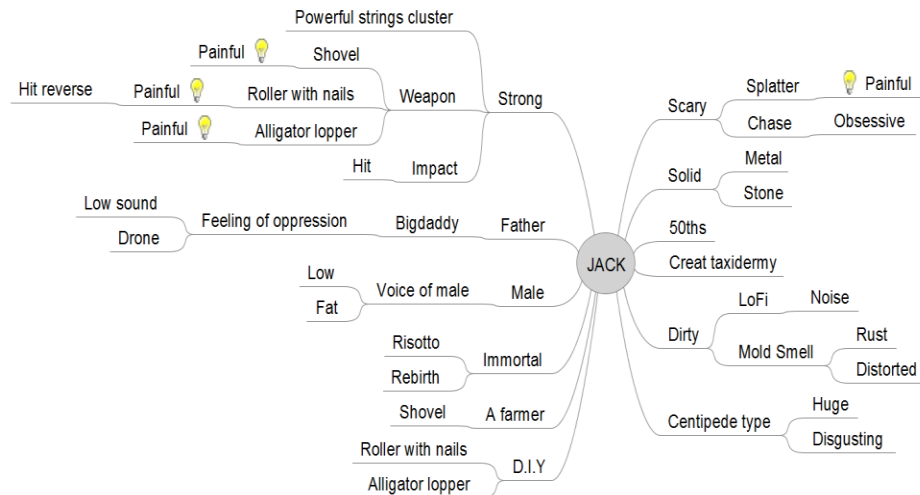 Powerful strings cluster
Painful
Shovel
Hit reverse
Painful
Roller with nails
Weapon
Strong
Painful
Alligator lopper
Hit
Impact
Low sound
Drone
Feeling of oppression
Bigdaddy
Father
Low
Fat
Voice of male
Male
Risotto
Rebirth
Immortal
Shovel
A farmer
Roller with nails
Alligator lopper
D.I.Y
JACK
Scary
Splatter
Painful
Chase
Obsessive
Solid
Metal
Stone
50ths
Creat taxidermy
Dirty
LoFi
Noise
Mold Smell
Rust
Distorted
Centipede type
Huge
Disgusting